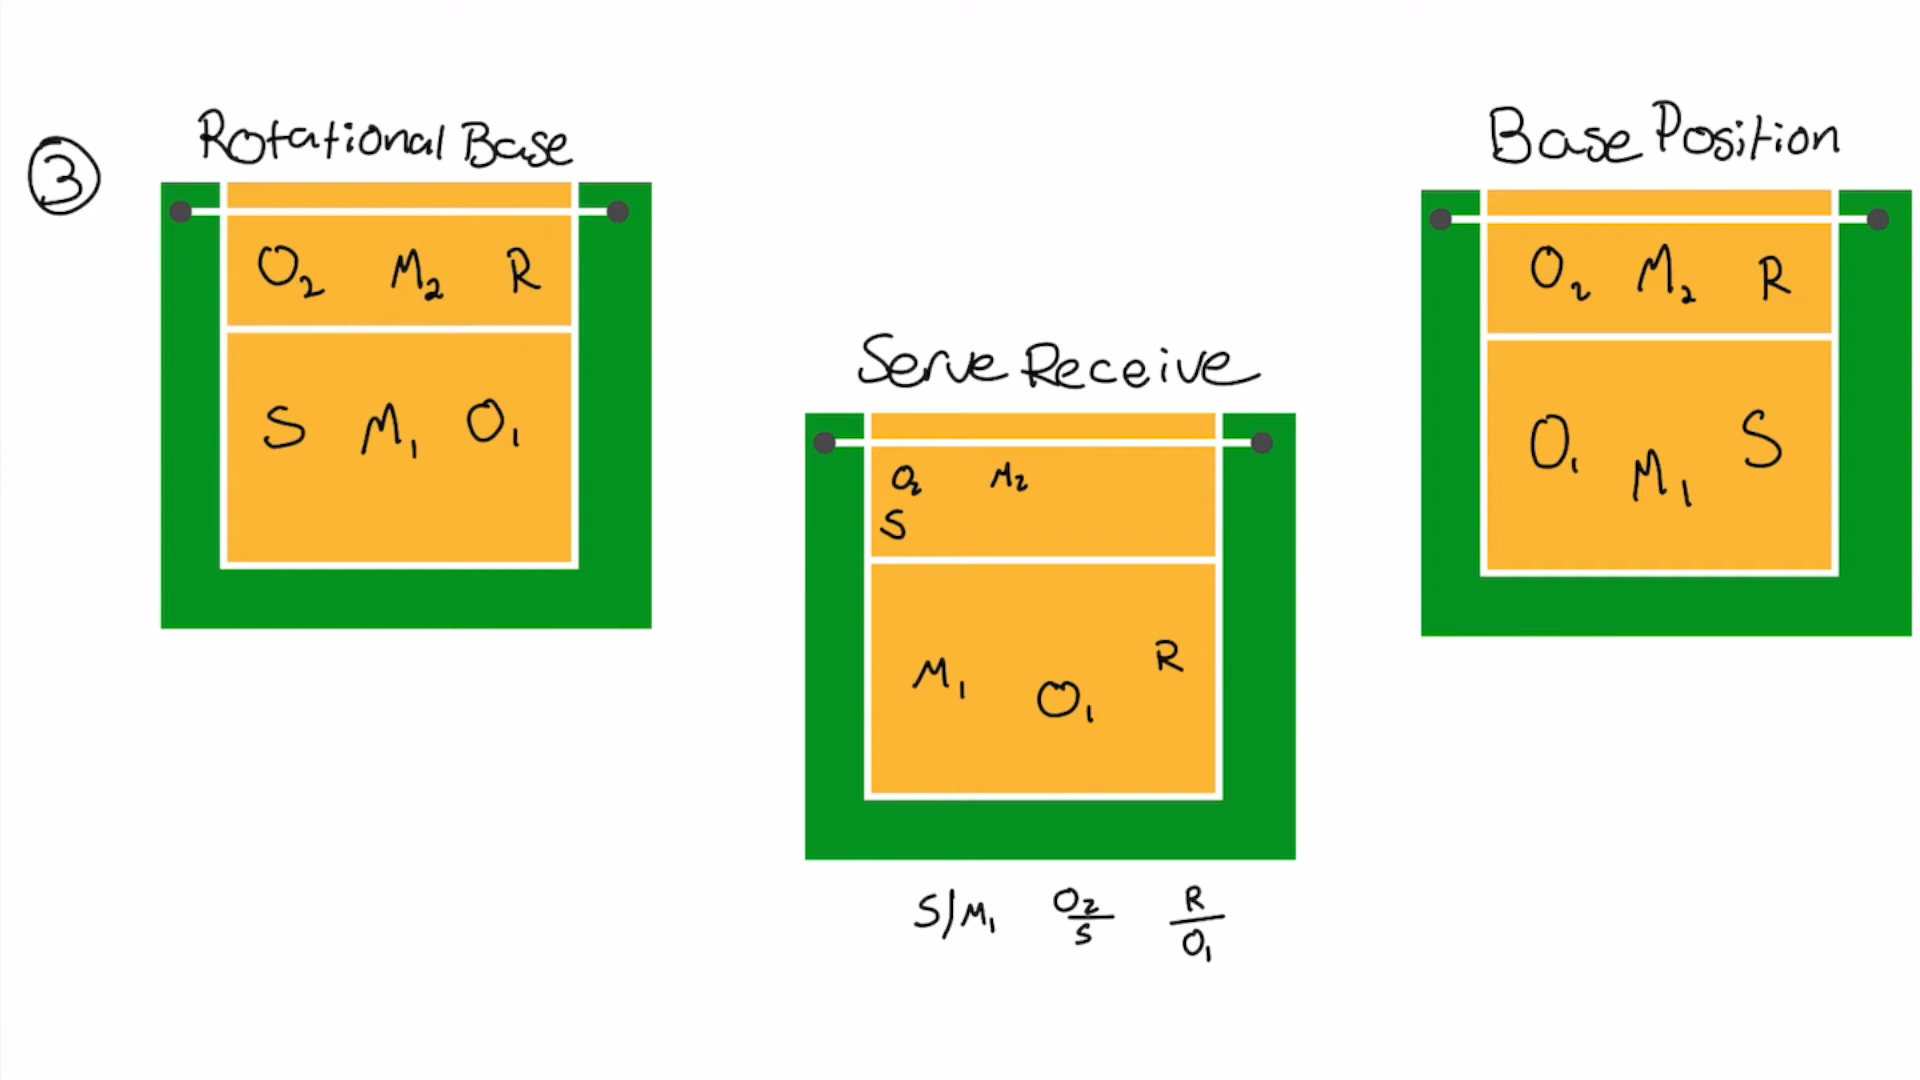 ③
Rotational Base
O₂ M₂ R
S M₁ O₁
Serve Receive
O₂ M₂
S
M₁ O₁ R
S/M₁ O₂/S R/O₁
Base Position
O₂ M₂ R
O₁ M₁ S